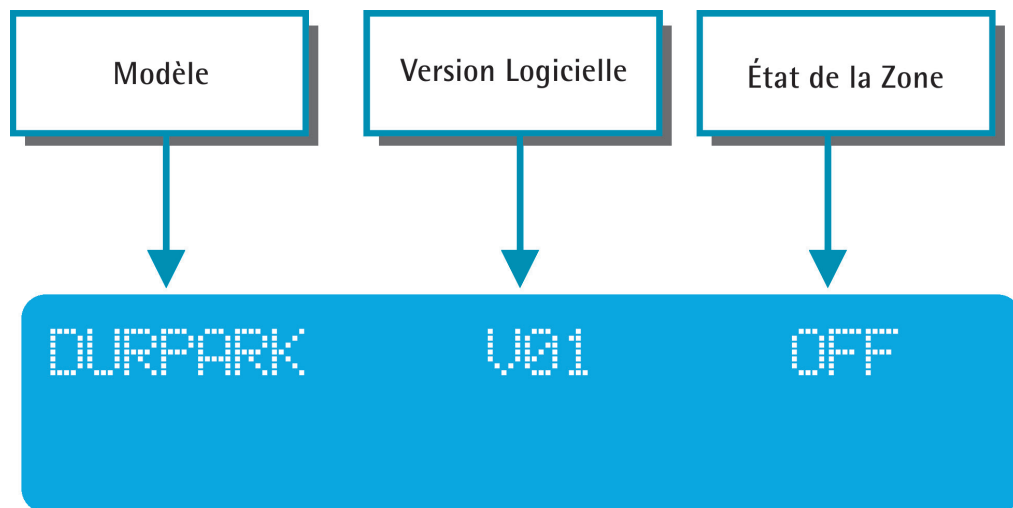 Modèle
Version Logicielle
État de la Zone
DURPARK V01 OFF